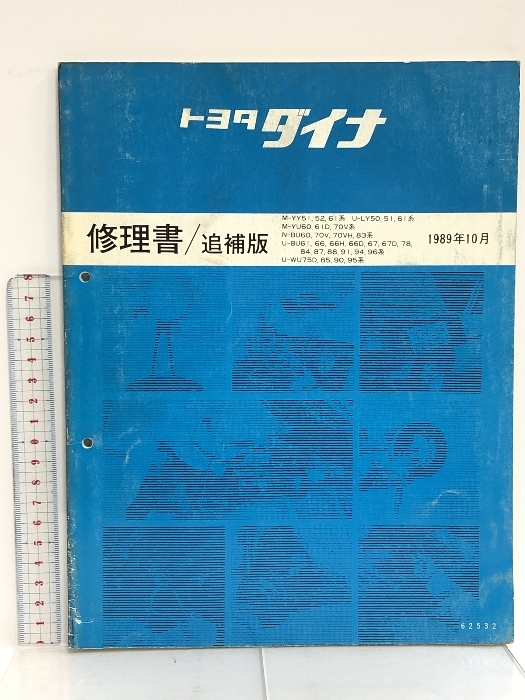 トヨタ ダイナ
修理書/追補版
M-YY51, 52, 61系 U-LY50, 51, 61系
M-YU60, 61D, 70V系
N-BU60, 70V, 70VH, 83系
U-BU61, 66, 66H, 66D, 67, 67D, 78,
84, 87, 88, 91, 94, 96系
U-WU75D, 85, 90, 95系
1989年10月
62532